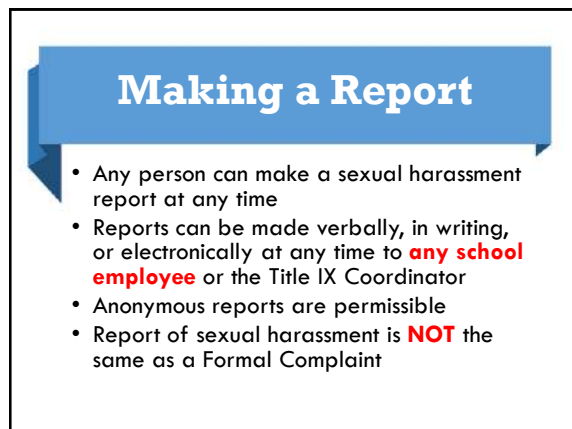 Making a Report
• Any person can make a sexual harassment
report at any time
• Reports can be made verbally, in writing,
or electronically at any time to any school
employee or the Title IX Coordinator
• Anonymous reports are permissible
• Report of sexual harassment is NOT the
same as a Formal Complaint